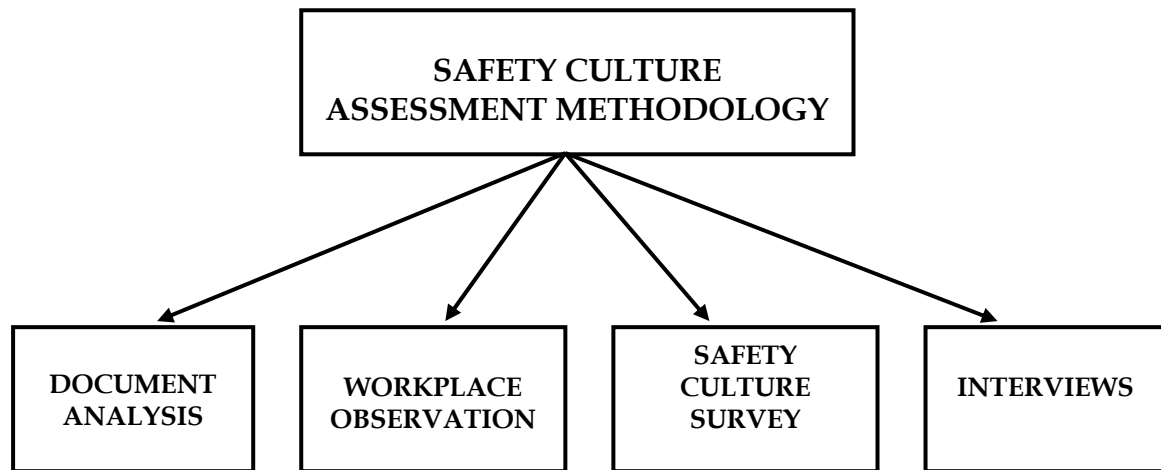 SAFETY CULTURE
ASSESSMENT METHODOLOGY
DOCUMENT
ANALYSIS
WORKPLACE
OBSERVATION
SAFETY
CULTURE
SURVEY
INTERVIEWS